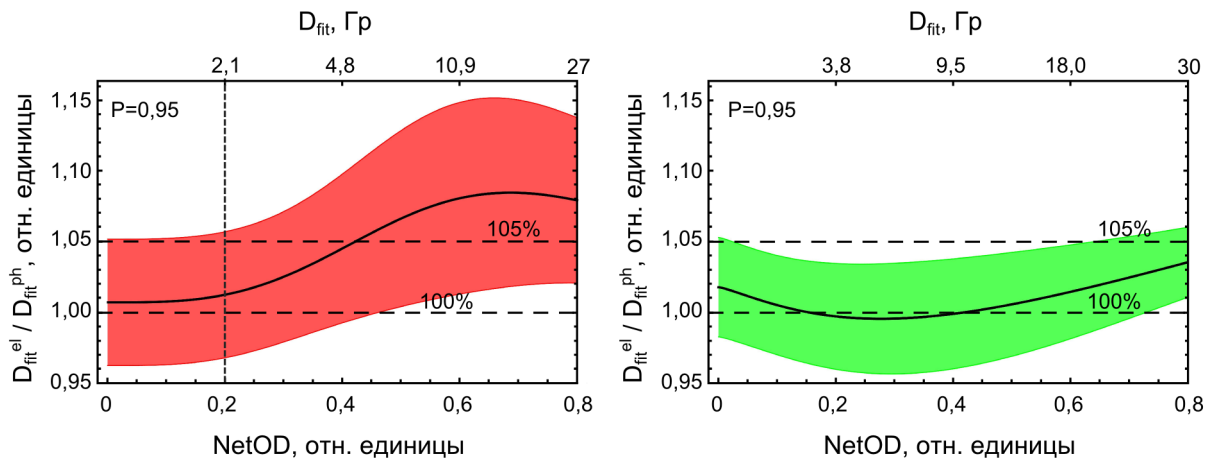 D_fit, Гр
2,1 4,8 10,9 27
P=0,95
1,15
1,10
1,05
1,00
0,95
105%
100%
0 0,2 0,4 0,6 0,8
NetOD, отн. единицы
D_fit^el / D_fit^ph, отн. единицы
D_fit, Гр
3,8 9,5 18,0 30
P=0,95
1,15
1,10
1,05
1,00
0,95
105%
100%
0 0,2 0,4 0,6 0,8
NetOD, отн. единицы
D_fit^el / D_fit^ph, отн. единицы